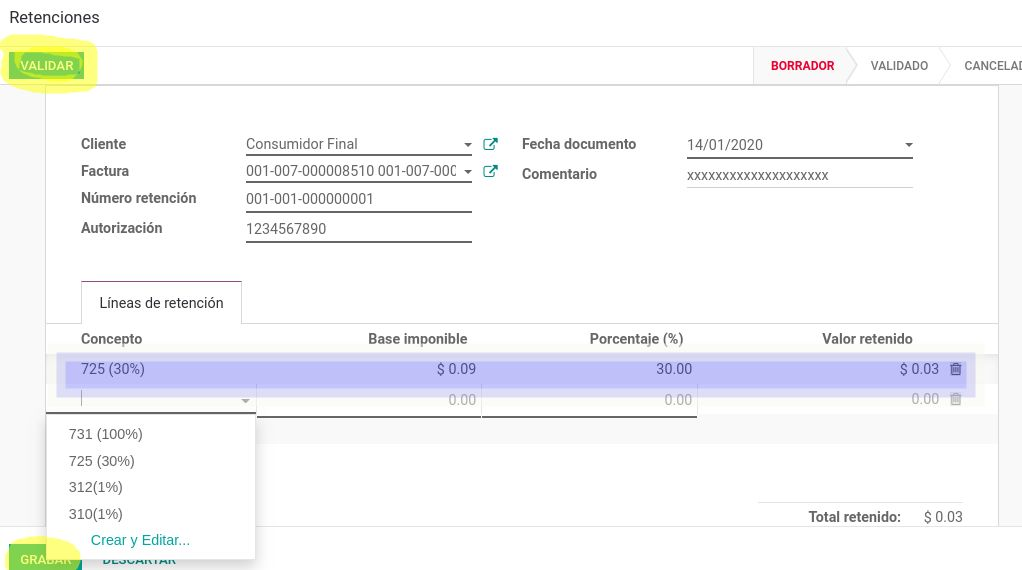 Retenciones
VALIDAR
BORRADOR VALIDADO CANCELAD
Cliente Consumidor Final Fecha documento 14/01/2020
Factura 001-007-000008510 001-007-000 Comentario xxxxxxxxxxxxxxxxxxxx
Número retención 001-001-000000001
Autorización 1234567890
Líneas de retención
Concepto Base imponible Porcentaje (%) Valor retenido
725 (30%) $ 0.09 30.00 $ 0.03
0.00 0.00 0.00
731 (100%)
725 (30%)
312(1%)
310(1%)
Crear y Editar...
Total retenido: $ 0.03
GRABAR DESCARTAR